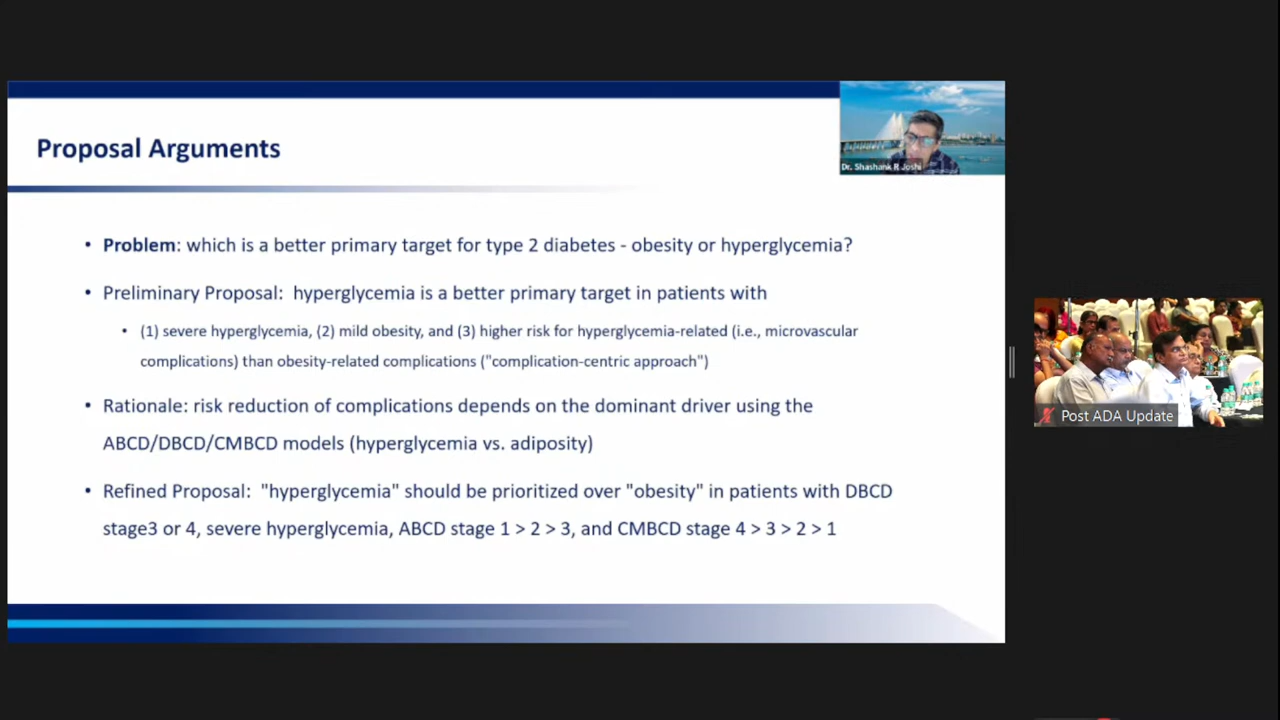 Proposal Arguments
Dr. Shashank R Joshi
• Problem: which is a better primary target for type 2 diabetes - obesity or hyperglycemia?
• Preliminary Proposal: hyperglycemia is a better primary target in patients with
• (1) severe hyperglycemia, (2) mild obesity, and (3) higher risk for hyperglycemia-related (i.e., microvascular
complications) than obesity-related complications ("complication-centric approach")
• Rationale: risk reduction of complications depends on the dominant driver using the
ABCD/DBCD/CMBCD models (hyperglycemia vs. adiposity)
• Refined Proposal: "hyperglycemia" should be prioritized over "obesity" in patients with DBCD
stage3 or 4, severe hyperglycemia, ABCD stage 1 > 2 > 3, and CMBCD stage 4 > 3 > 2 > 1
Post ADA Update